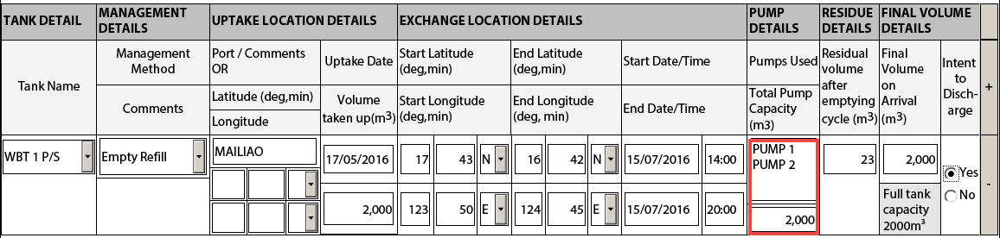 TANK DETAIL
MANAGEMENT
DETAILS
UPTAKE LOCATION DETAILS
EXCHANGE LOCATION DETAILS
PUMP
DETAILS
RESIDUE
DETAILS
FINAL VOLUME
DETAILS
Tank Name
Management
Method
Comments
Port / Comments
OR
Latitude (deg,min)
Longitude
Uptake Date
Volume
taken up(m³)
Start Latitude
(deg,min)
Start Longitude
(deg,min)
End Latitude
(deg,min)
End Longitude
(deg, min)
Start Date/Time
End Date/Time
Pumps Used
Total Pump
Capacity
(m3)
Residual
volume
after
emptying
cycle (m³)
Final
Volume
on
Arrival
(m³)
Intent
to
Disch-
arge
+
WBT 1 P/S
Empty Refill
MAILIAO
17/05/2016
2,000
17 43 N
16 42 N
15/07/2016 14:00
123 50 E
124 45 E
15/07/2016 20:00
PUMP 1
PUMP 2
2,000
23
2,000
Full tank
capacity
2000m³
Yes
No
-